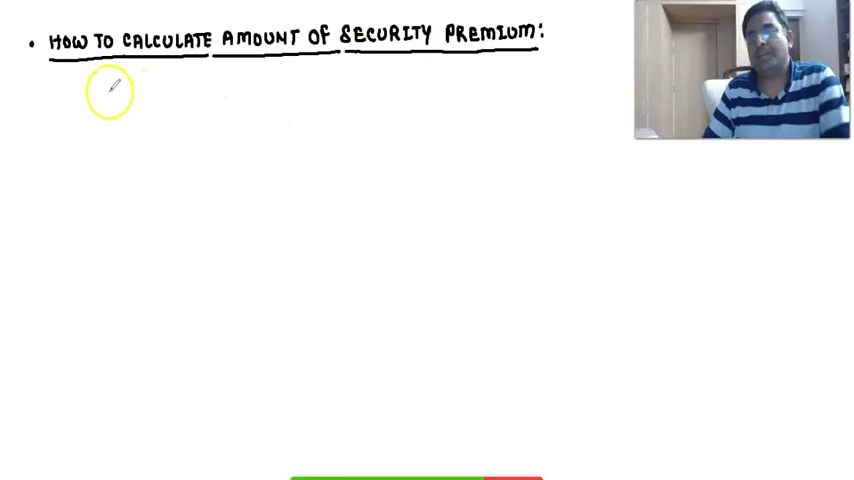 • HOW TO CALCULATE AMOUNT OF SECURITY PREMIUM: